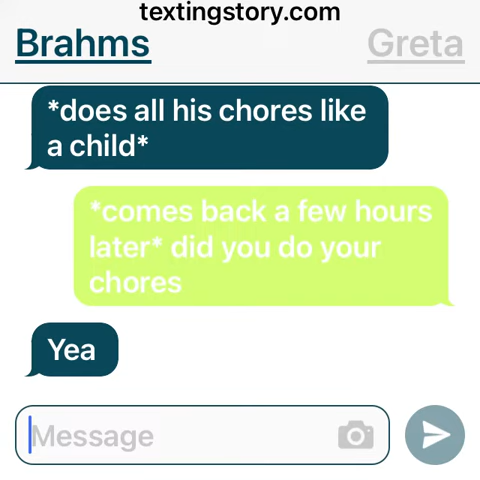 textingstory.com
Brahms
Greta
*does all his chores like
a child*
*comes back a few hours
later* did you do your
chores
Yea
Message